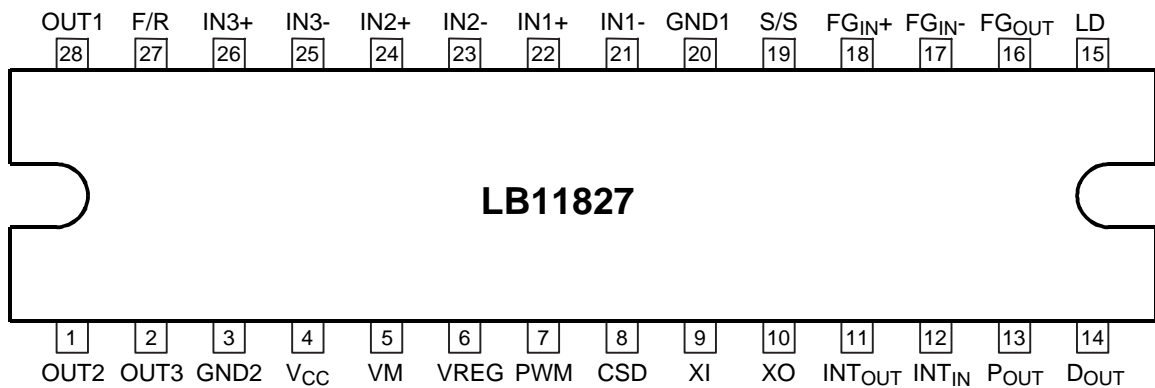 OUT1 F/R IN3+ IN3- IN2+ IN2- IN1+ IN1- GND1 S/S FGIN+ FGIN- FGOUT LD
28 27 26 25 24 23 22 21 20 19 18 17 16 15
LB11827
1 2 3 4 5 6 7 8 9 10 11 12 13 14
OUT2 OUT3 GND2 VCC VM VREG PWM CSD XI XO INTOUT INTIN POUT DOUT